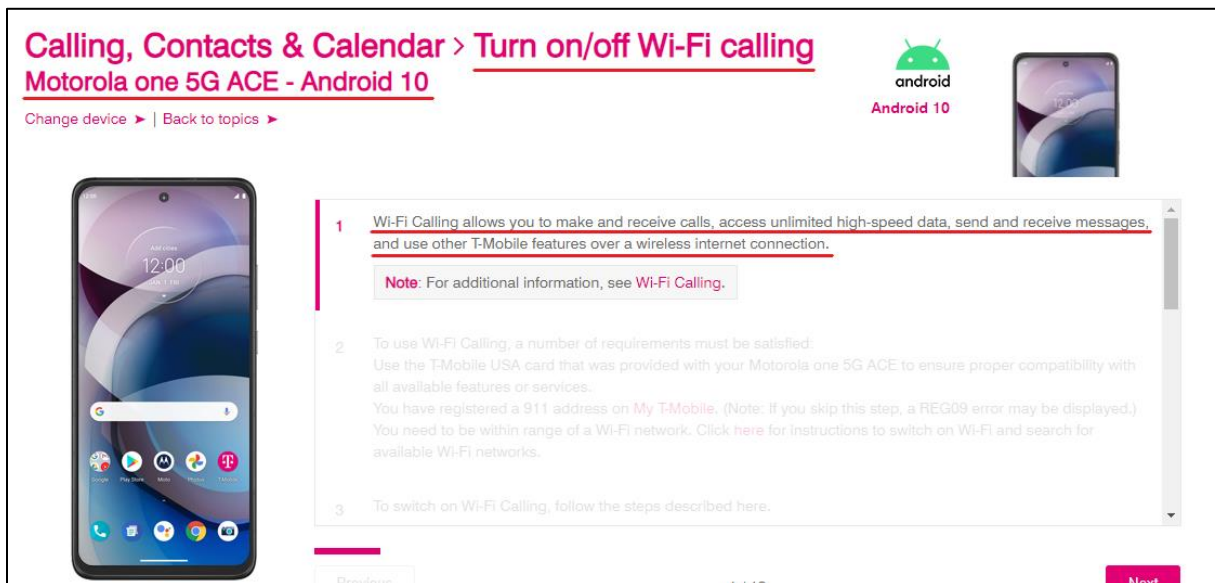 Calling, Contacts & Calendar > Turn on/off Wi-Fi calling
Motorola one 5G ACE - Android 10
Change device ➤ | Back to topics ➤
android
Android 10
12:00
1 Wi-Fi Calling allows you to make and receive calls, access unlimited high-speed data, send and receive messages,
and use other T-Mobile features over a wireless internet connection.
Note: For additional information, see Wi-Fi Calling.
2 To use Wi-Fi Calling, a number of requirements must be satisfied:
Use the T-Mobile USA card that was provided with your Motorola one 5G ACE to ensure proper compatibility with
all available features or services.
You have registered a 911 address on My T-Mobile. (Note: If you skip this step, a REG09 error may be displayed.)
You need to be within range of a Wi-Fi network. Click here for instructions to switch on Wi-Fi and search for
available Wi-Fi networks.
3 To switch on Wi-Fi Calling, follow the steps described here.
12:00
Google Play Store Moto Photos T-Mobile
Previous
Next